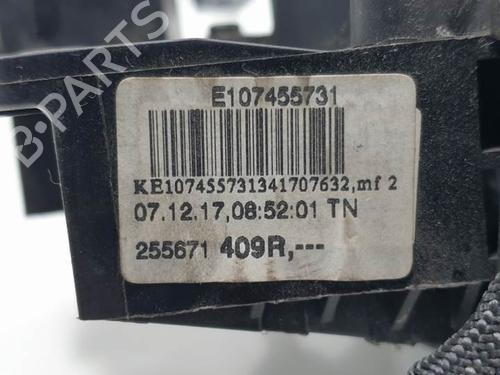 B-PARTS
E107455731
KE107455731341707632,mf 2
07.12.17,08:52:01 TN
255671 409R,---